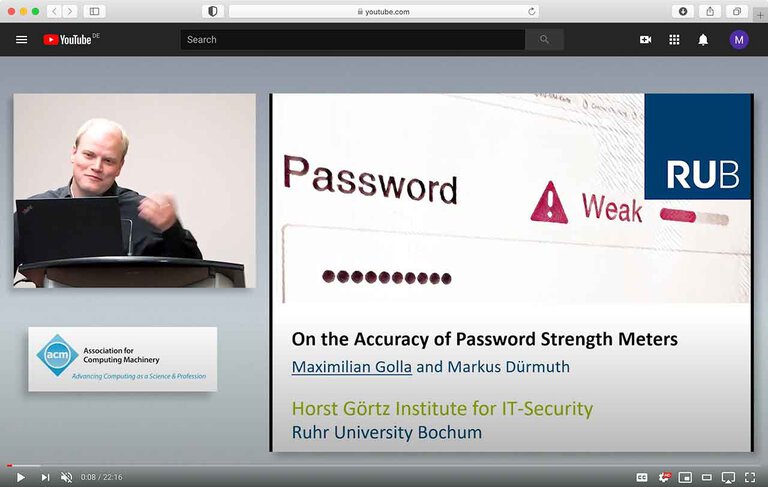 youtube.com
YouTube DE
Search
M
Password
Weak
RUB
acm
Association for
Computing Machinery
Advancing Computing as a Science & Profession
On the Accuracy of Password Strength Meters
Maximilian Golla and Markus Dürmuth
Horst Görtz Institute for IT-Security
Ruhr University Bochum
0:08 / 22:16
CC
HD